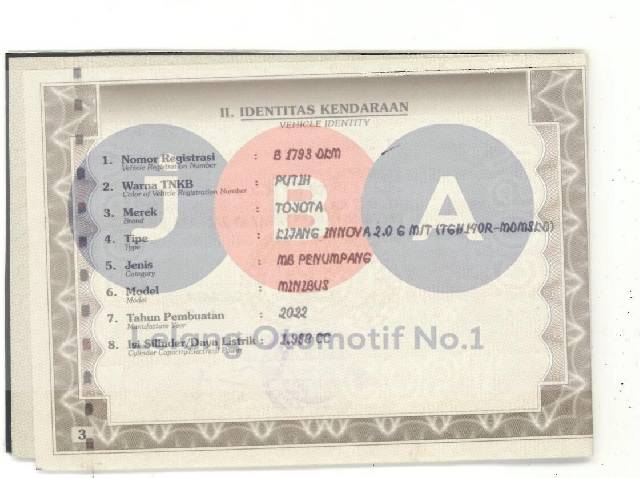 II. IDENTITAS KENDARAAN
VEHICLE IDENTITY
1. Nomor Registrasi : B 1793 DKM
Vehicle Registration Number
2. Warna TNKB : PUTIH
Color of Vehicle Registration Number
3. Merek : TOYOTA
Brand
4. Tipe : KIJANG INNOVA 2.0 G M/T
Type
5. Jenis : MB PENUMPANG
Category
6. Model : MINIBUS
Model
7. Tahun Pembuatan : 2022
Manufacture Year
8. Isi Silinder/Daya Listrik : 1.998 CC
Cylinder Capacity/Electrical Power
JBA
Lelang Otomotif No.1
3